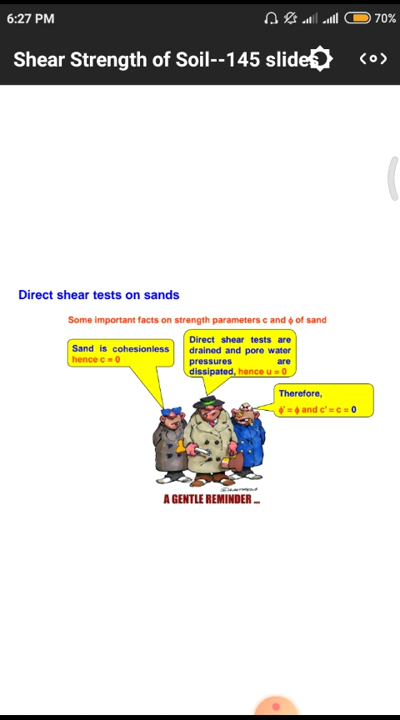 6:27 PM
70%
Shear Strength of Soil--145 slides
Direct shear tests on sands
Some important facts on strength parameters c and ϕ of sand
Sand is cohesionless
hence c = 0
Direct shear tests are
drained and pore water
pressures are
dissipated, hence u = 0
Therefore,
ϕ' = ϕ and c' = c = 0
A GENTLE REMINDER ...